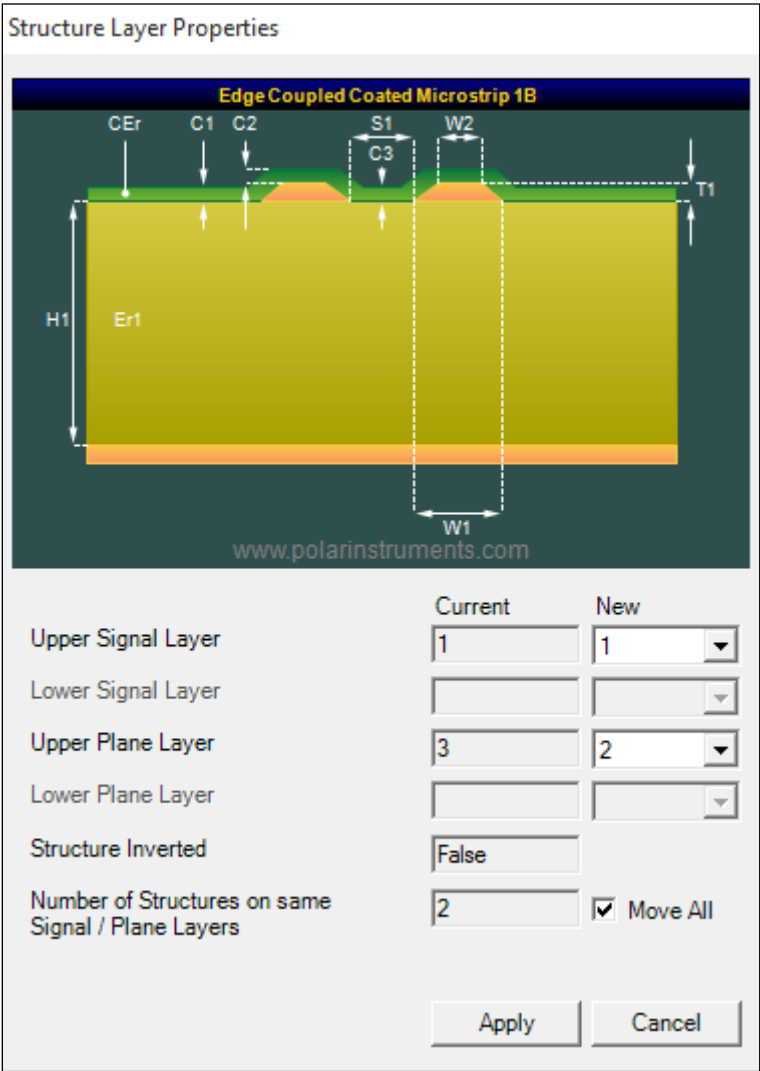 Structure Layer Properties
Edge Coupled Coated Microstrip 1B
CEr C1 C2 S1 W2
C3
T1
H1 Er1
W1
www.polarinstruments.com
Current New
Upper Signal Layer 1 1
Lower Signal Layer
Upper Plane Layer 3 2
Lower Plane Layer
Structure Inverted False
Number of Structures on same 2 Move All
Signal / Plane Layers
Apply Cancel